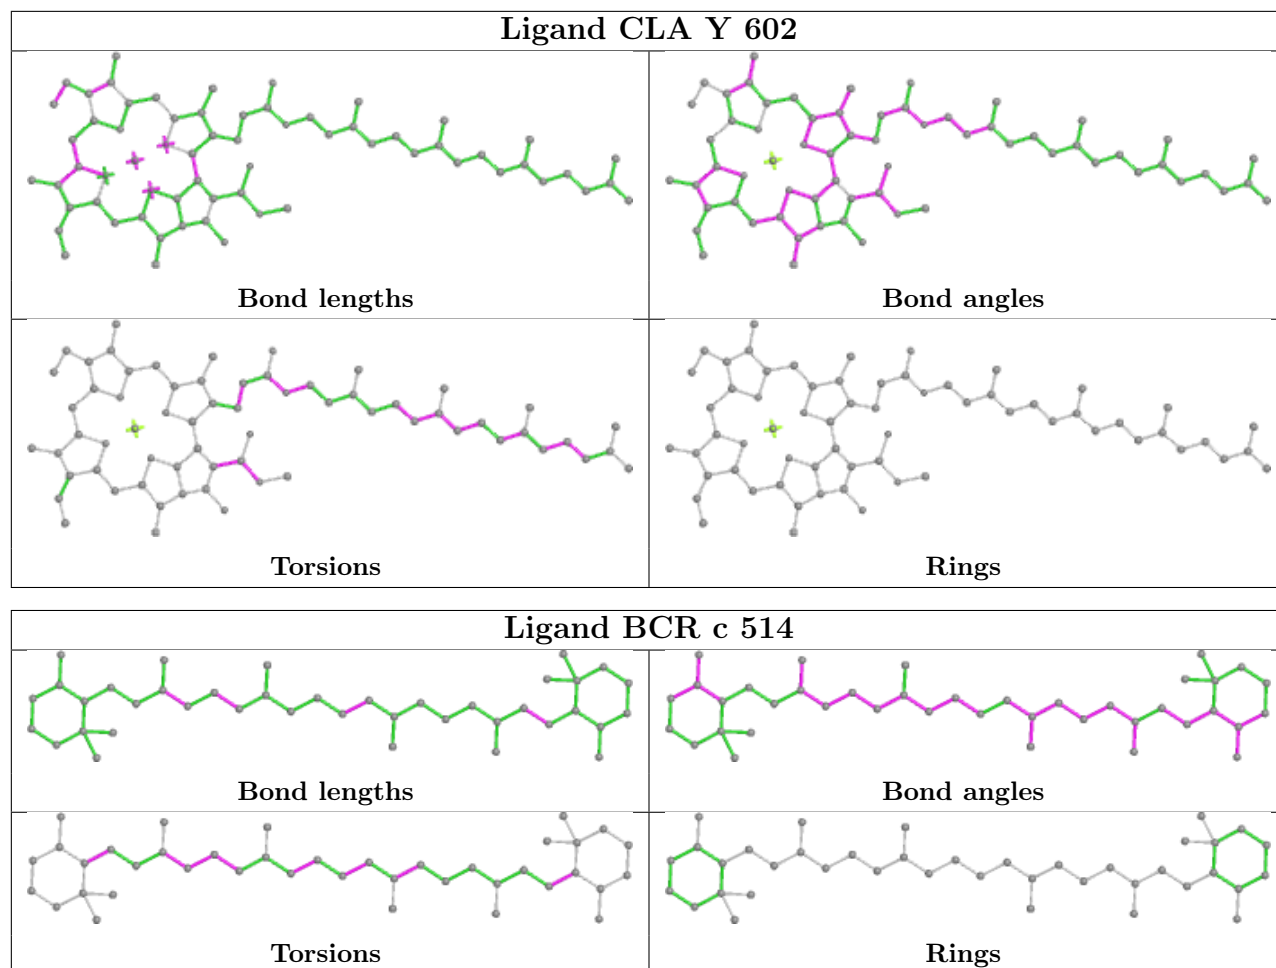 Ligand CLA Y 602
Bond lengths
Bond angles
Torsions
Rings
Ligand BCR c 514
Bond lengths
Bond angles
Torsions
Rings